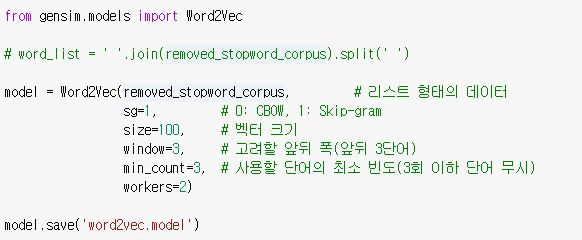 from gensim.models import Word2Vec
# word_list = ' '.join(removed_stopword_corpus).split(' ')
model = Word2Vec(removed_stopword_corpus, # 리스트 형태의 데이터
sg=1, # 0: CBOW, 1: Skip-gram
size=100, # 벡터 크기
window=3, # 고려할 앞뒤 폭(앞뒤 3단어)
min_count=3, # 사용할 단어의 최소 빈도(3회 이하 단어 무시)
workers=2)
model.save('word2vec.model')